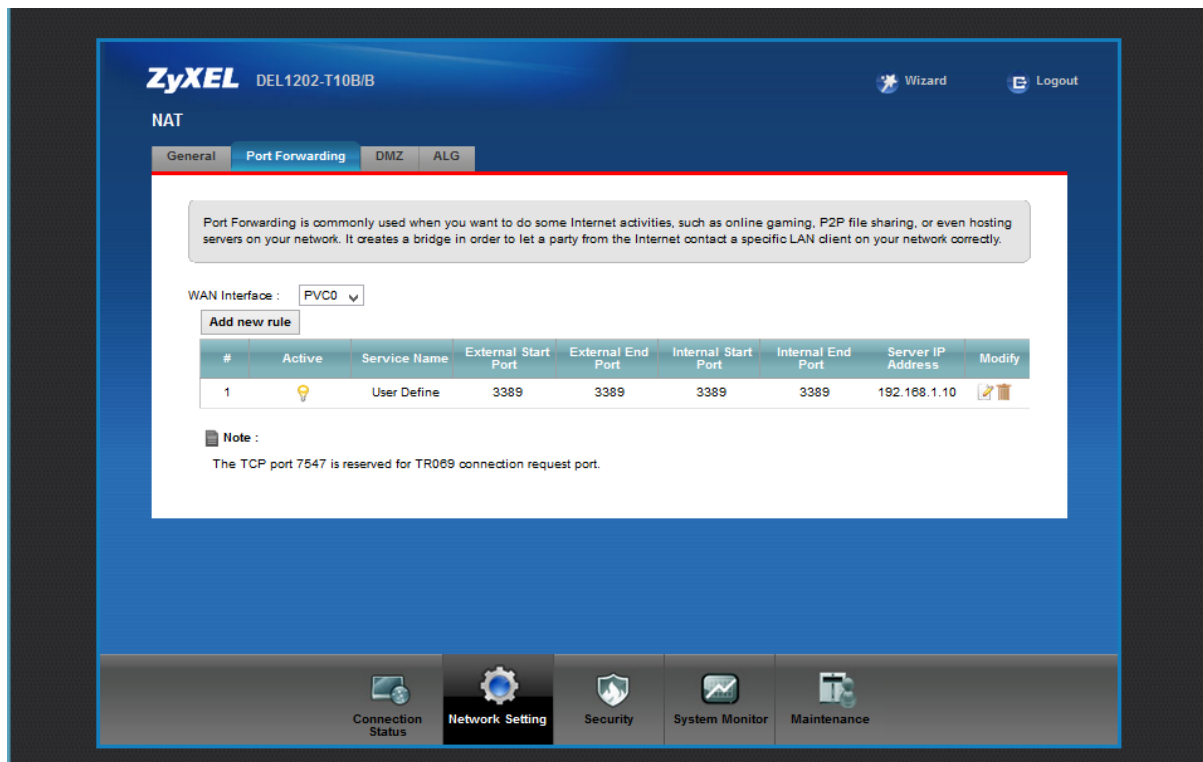 ZyXEL DEL1202-T10B/B
Wizard
Logout
NAT
General
Port Forwarding
DMZ
ALG
Port Forwarding is commonly used when you want to do some Internet activities, such as online gaming, P2P file sharing, or even hosting
servers on your network. It creates a bridge in order to let a party from the Internet contact a specific LAN client on your network correctly.
WAN Interface : PVC0
Add new rule
# Active Service Name External Start Port External End Port Internal Start Port Internal End Port Server IP Address Modify
1 User Define 3389 3389 3389 3389 192.168.1.10
Note :
The TCP port 7547 is reserved for TR069 connection request port.
Connection
Status
Network Setting
Security
System Monitor
Maintenance